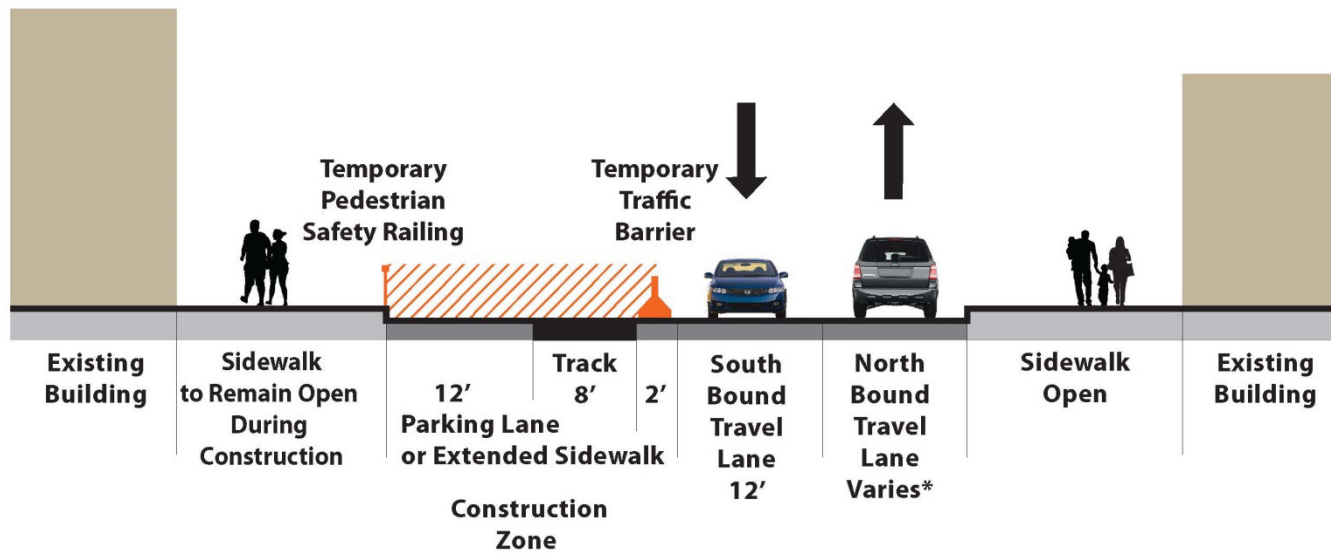 Temporary
Pedestrian
Safety Railing
Temporary
Traffic
Barrier
Existing
Building
Sidewalk
to Remain Open
During
Construction
12’
Parking Lane
or Extended Sidewalk
Track
8’
2’
Construction
Zone
South
Bound
Travel
Lane
12’
North
Bound
Travel
Lane
Varies*
Sidewalk
Open
Existing
Building